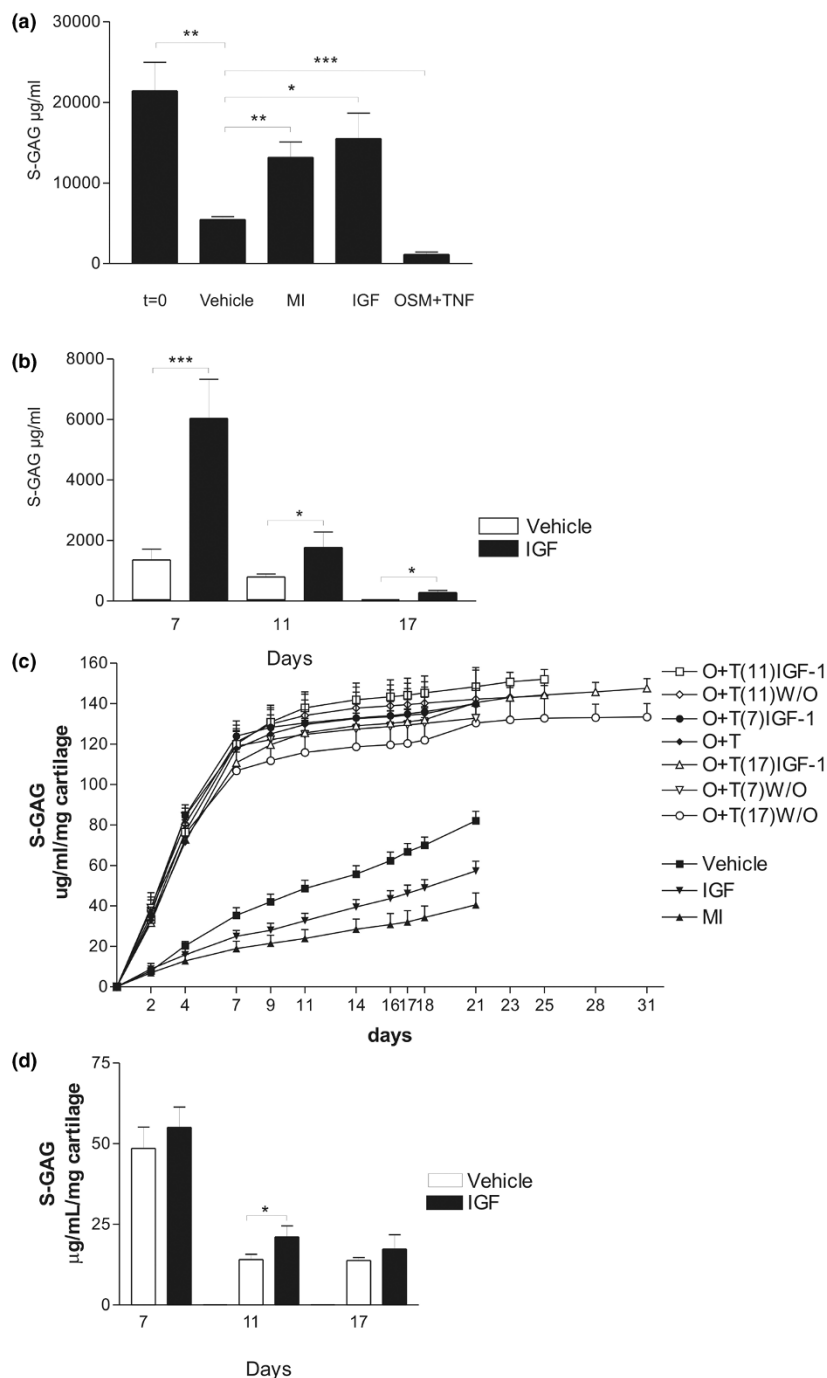 (a)
30000
20000
10000
0
S-GAG µg/ml
**
***
*
**
t=0 Vehicle MI IGF OSM+TNF
(b)
8000
6000
4000
2000
0
S-GAG µg/ml
***
*
*
Vehicle
IGF
7 11 17
Days
(c)
160
140
120
100
80
60
40
20
0
S-GAG
ug/ml/mg cartilage
O+T(11)IGF-1
O+T(11)W/O
O+T(7)IGF-1
O+T
O+T(17)IGF-1
O+T(7)W/O
O+T(17)W/O
Vehicle
IGF
MI
2 4 7 9 11 14 16 17 18 21 23 25 28 31
days
(d)
75
50
25
0
S-GAG
µg/mL/mg cartilage
*
Vehicle
IGF
7 11 17
Days